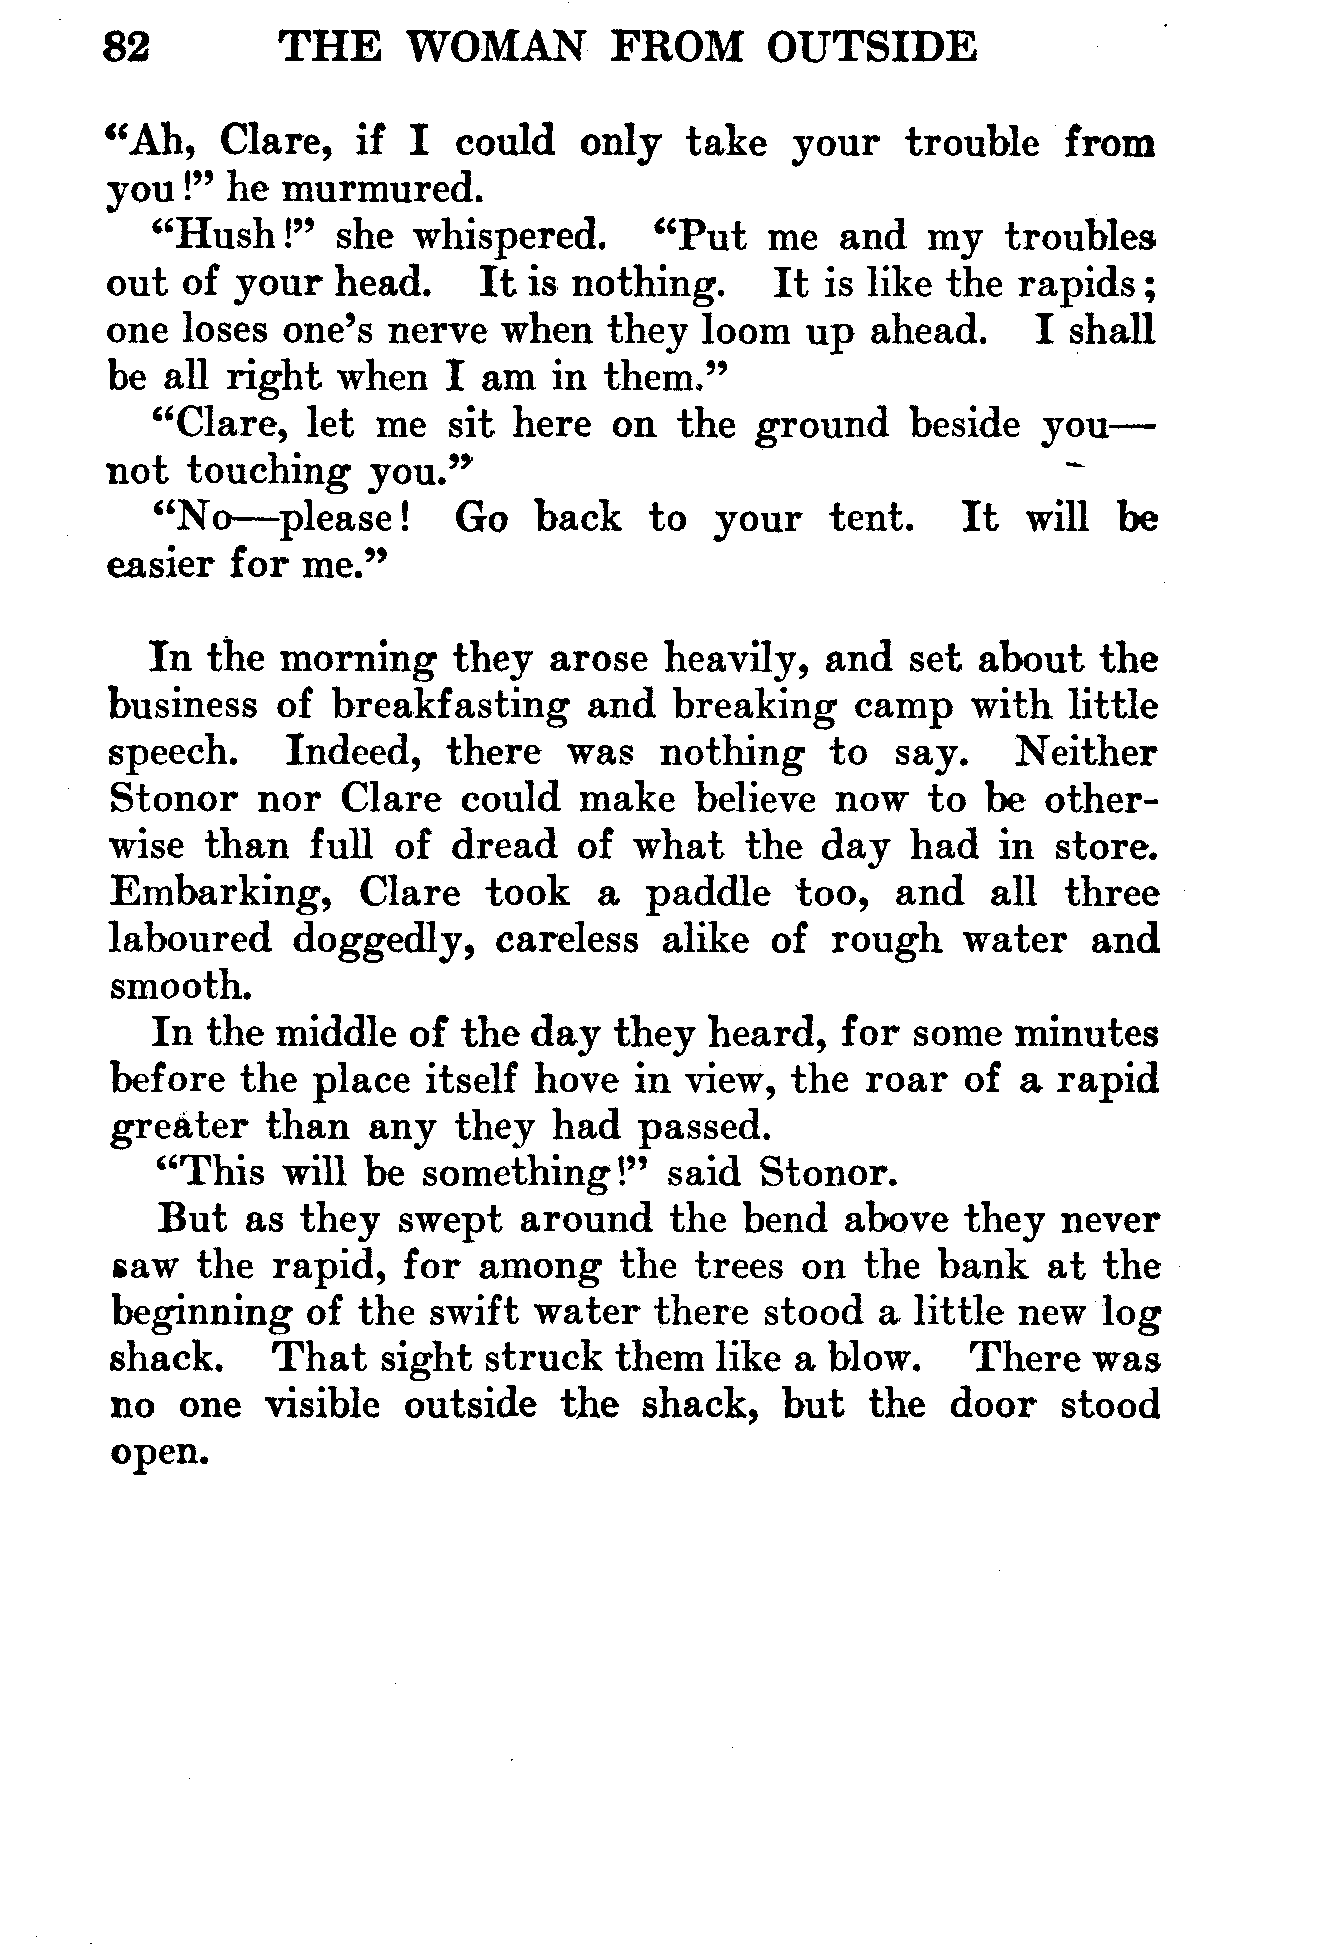 82 THE WOMAN FROM OUTSIDE
“Ah, Clare, if I could only take your trouble from
you!” he murmured.
“Hush!” she whispered. “Put me and my troubles
out of your head. It is nothing. It is like the rapids;
one loses one’s nerve when they loom up ahead. I shall
be all right when I am in them.”
“Clare, let me sit here on the ground beside you—
not touching you.”
“No—please! Go back to your tent. It will be
easier for me.”
In the morning they arose heavily, and set about the
business of breakfasting and breaking camp with little
speech. Indeed, there was nothing to say. Neither
Stonor nor Clare could make believe now to be other-
wise than full of dread of what the day had in store.
Embarking, Clare took a paddle too, and all three
laboured doggedly, careless alike of rough water and
smooth.
In the middle of the day they heard, for some minutes
before the place itself hove in view, the roar of a rapid
greater than any they had passed.
“This will be something!” said Stonor.
But as they swept around the bend above they never
saw the rapid, for among the trees on the bank at the
beginning of the swift water there stood a little new log
shack. That sight struck them like a blow. There was
no one visible outside the shack, but the door stood
open.